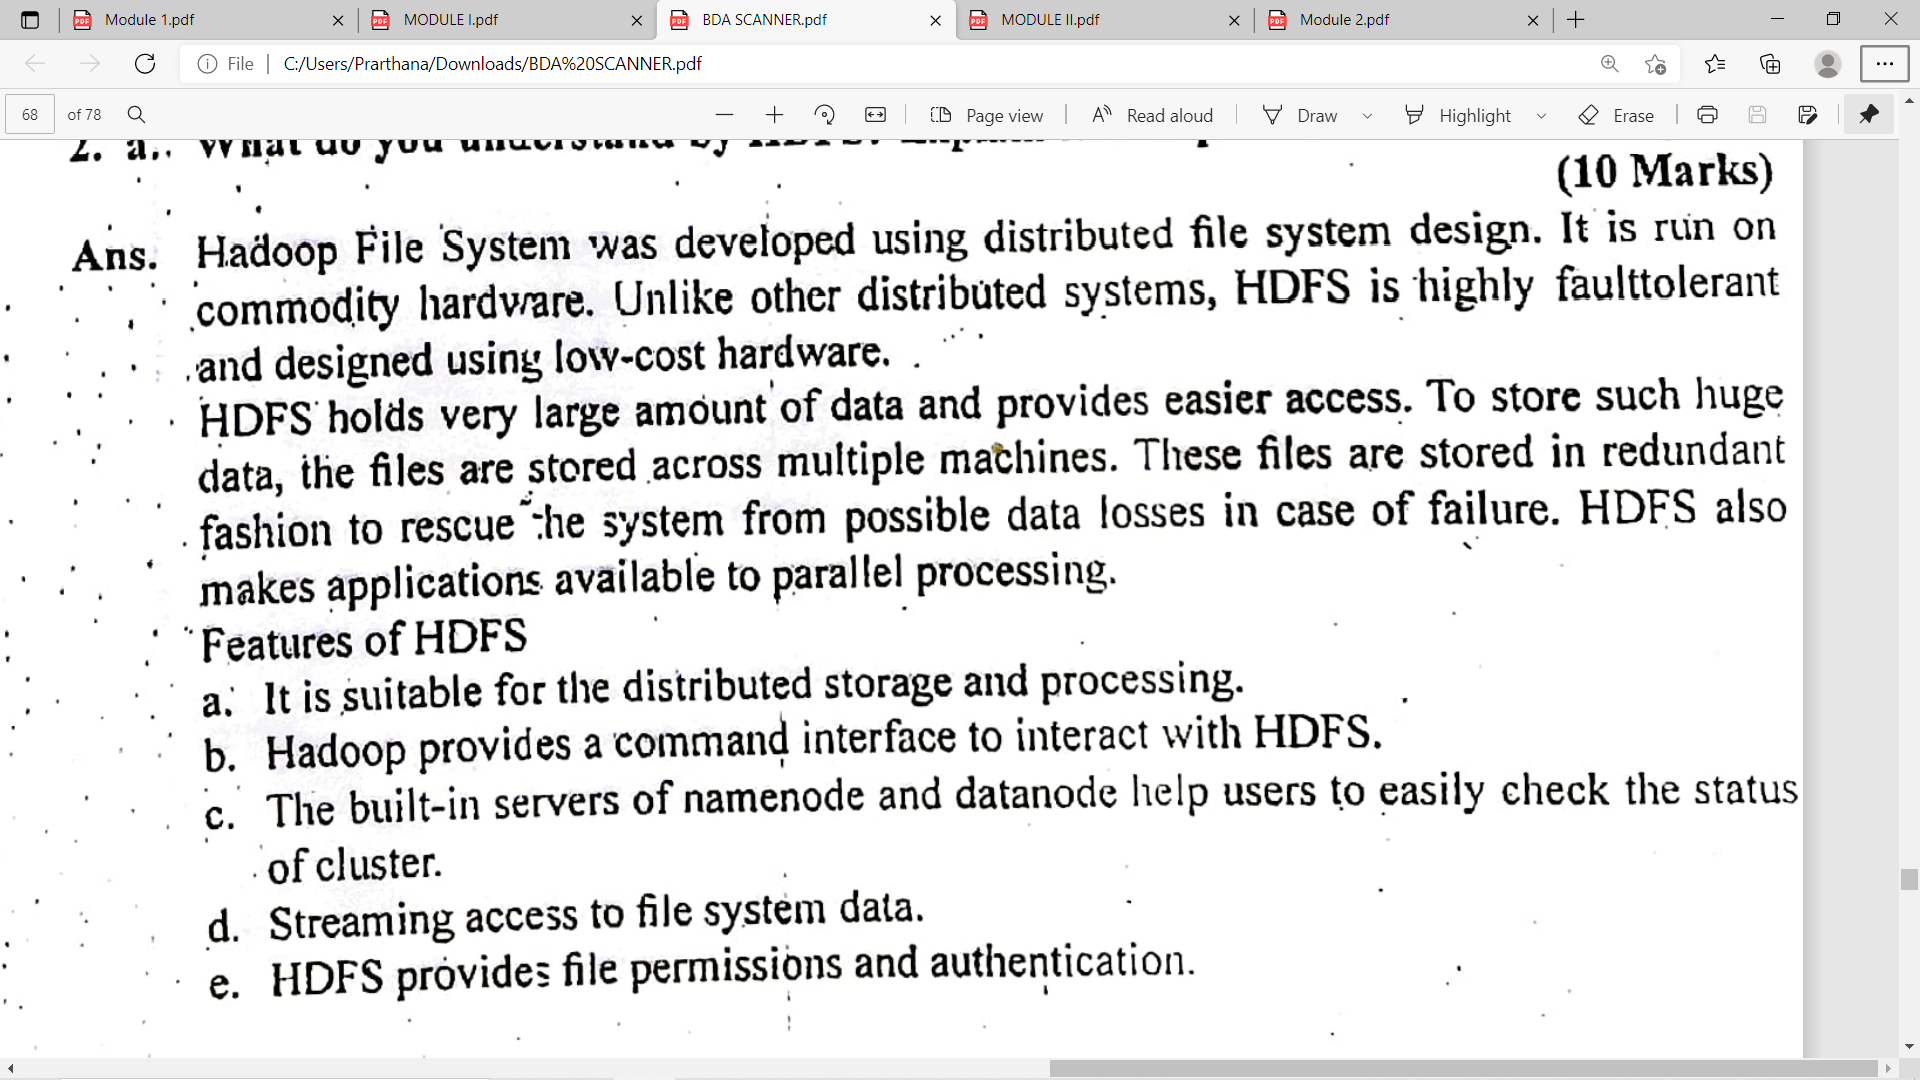 Module 1.pdf
MODULE I.pdf
BDA SCANNER.pdf
MODULE II.pdf
Module 2.pdf
File
C:/Users/Prarthana/Downloads/BDA%20SCANNER.pdf
68 of 78
Page view
Read aloud
Draw
Highlight
Erase
2. a. What do you understand by HDFS? Explain
(10 Marks)
Ans. Hadoop File System was developed using distributed file system design. It is run on
commodity hardware. Unlike other distributed systems, HDFS is highly faulttolerant
and designed using low-cost hardware.
HDFS holds very large amount of data and provides easier access. To store such huge
data, the files are stored across multiple machines. These files are stored in redundant
fashion to rescue the system from possible data losses in case of failure. HDFS also
makes applications available to parallel processing.
Features of HDFS
a. It is suitable for the distributed storage and processing.
b. Hadoop provides a command interface to interact with HDFS.
c. The built-in servers of namenode and datanode help users to easily check the status
of cluster.
d. Streaming access to file system data.
e. HDFS provides file permissions and authentication.